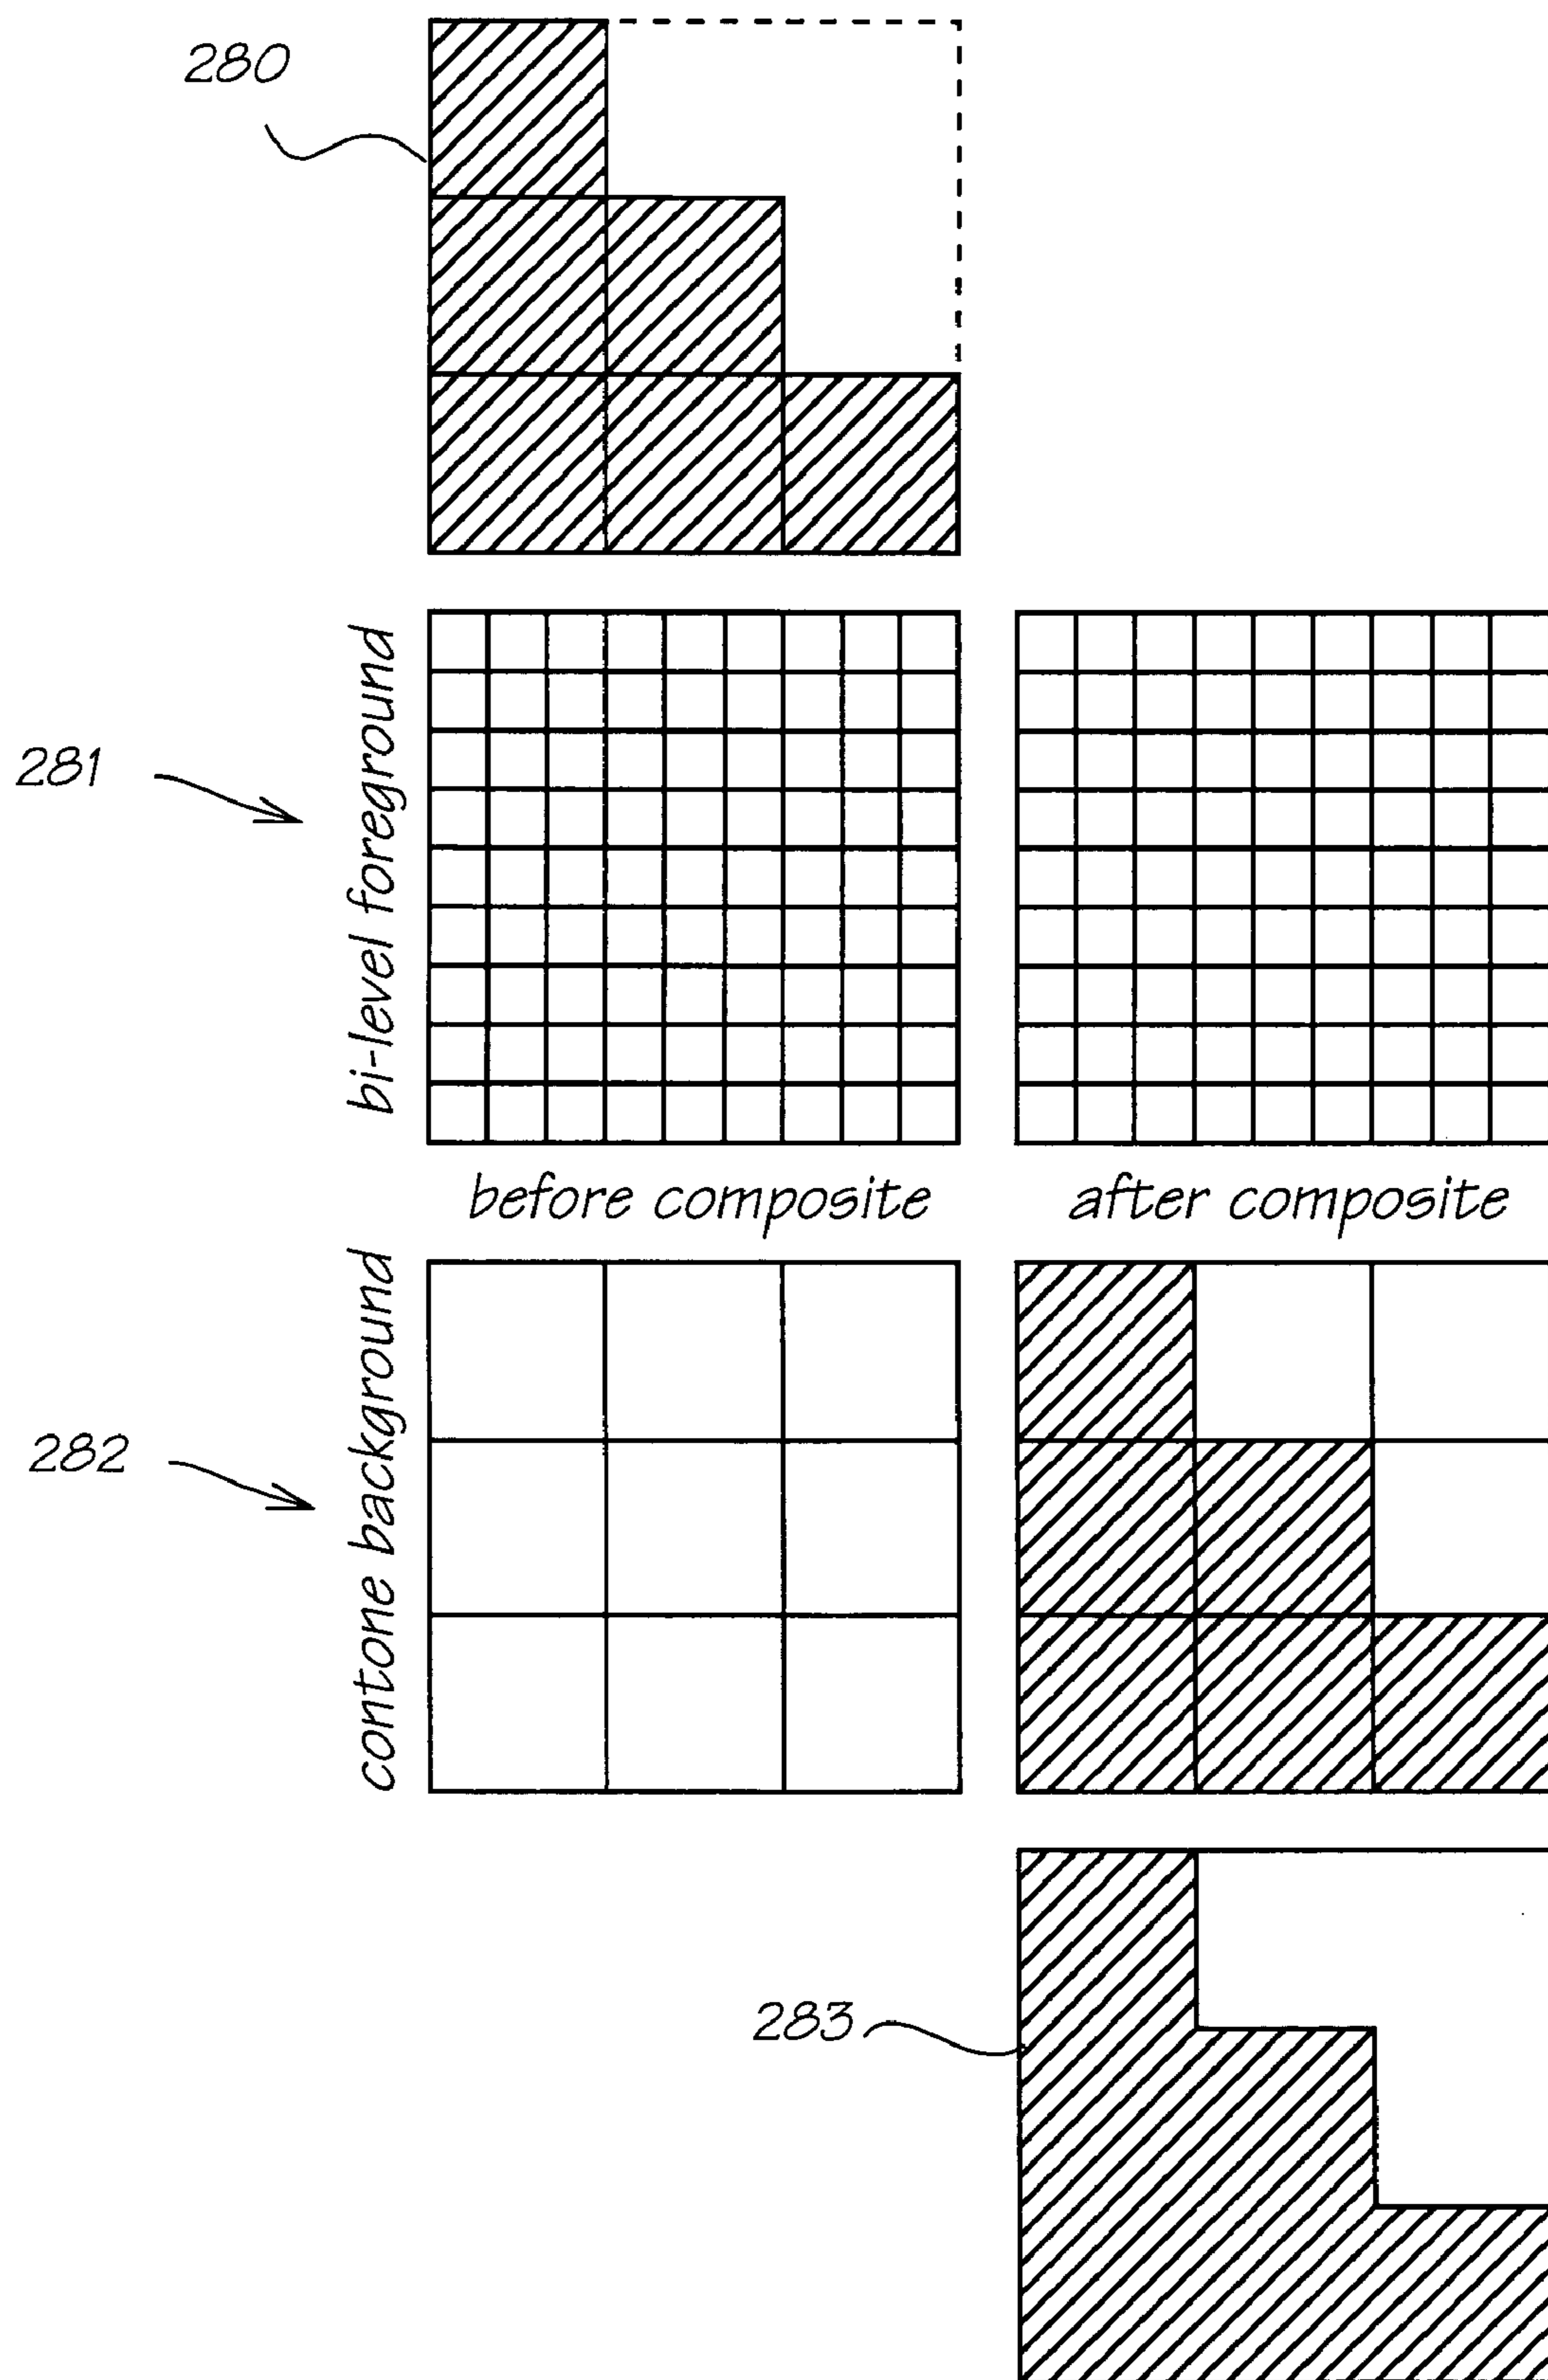 280
281
bi-level foreground
before composite
after composite
282
contone background
283